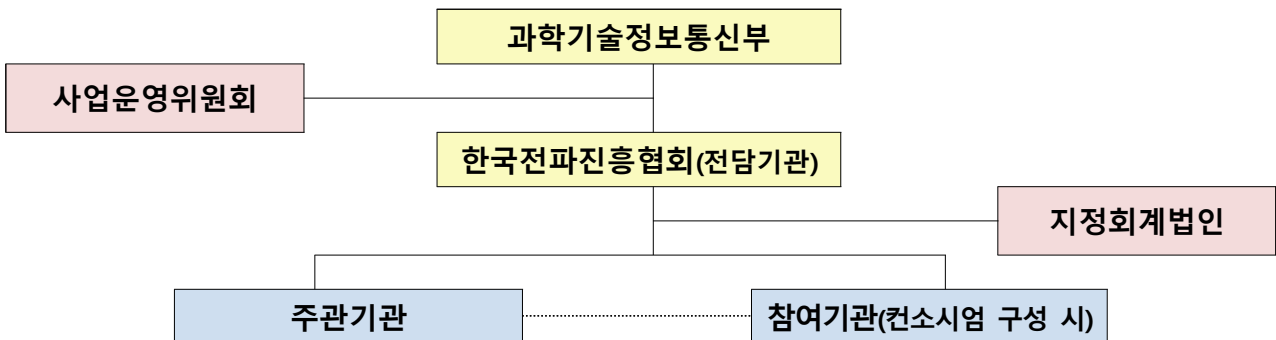 과학기술정보통신부
사업운영위원회
한국전파진흥협회(전담기관)
지정회계법인
주관기관
참여기관(컨소시엄 구성 시)